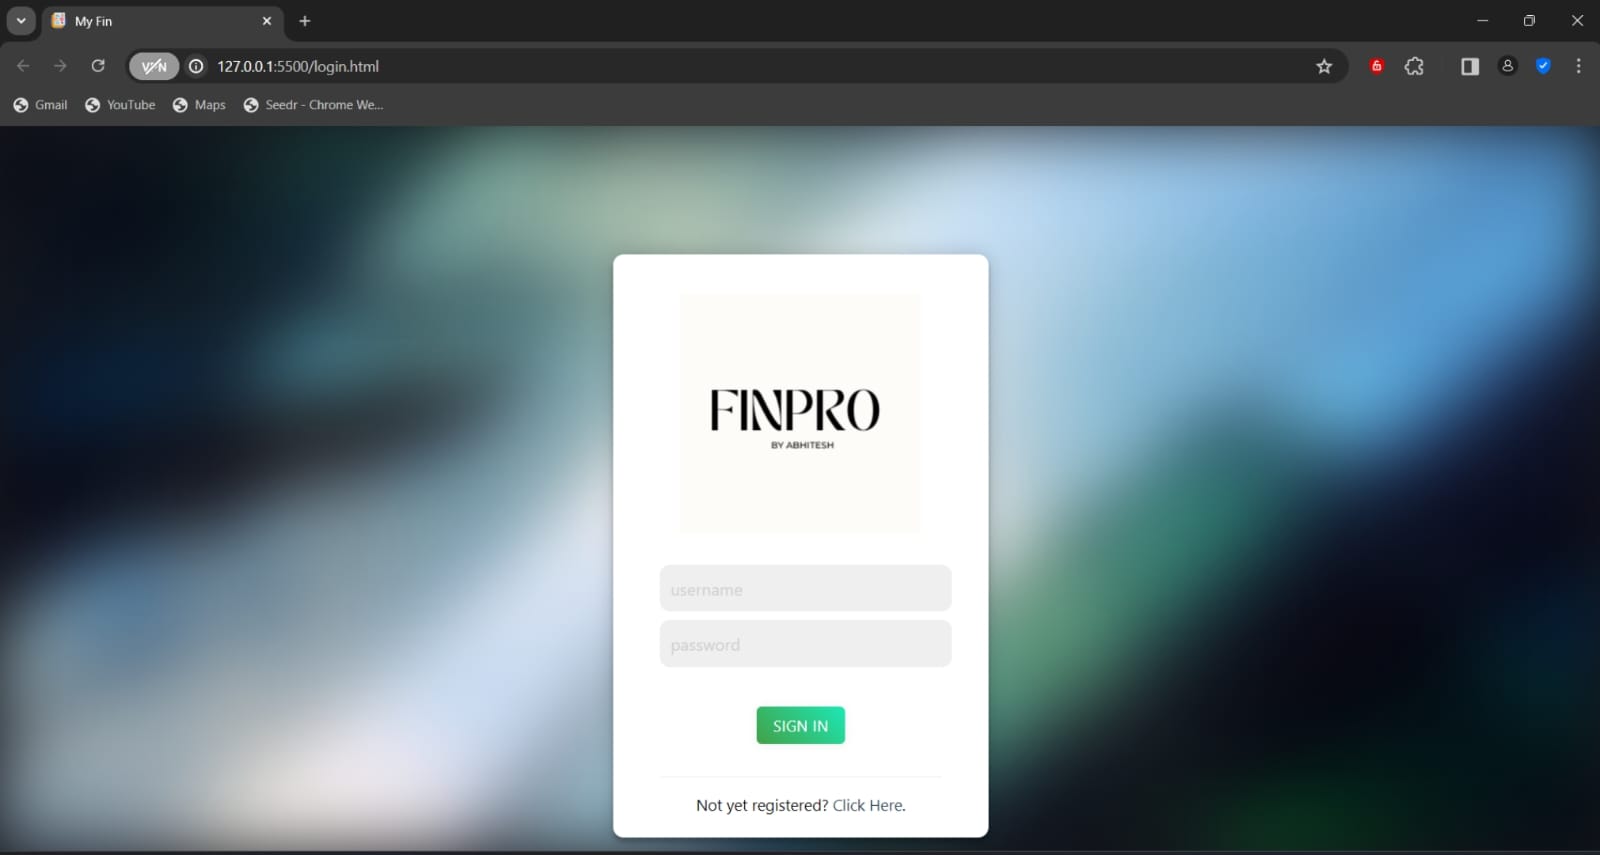 My Fin
VPN
127.0.0.1:5500/login.html
Gmail YouTube Maps Seedr - Chrome We...
FINPRO
BY ABHITESH
username
password
SIGN IN
Not yet registered? Click Here.